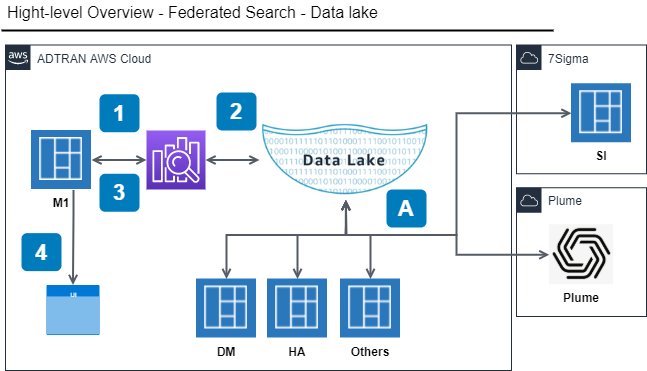 Hight-level Overview - Federated Search - Data lake
aws
ADTRAN AWS Cloud
7Sigma
1
2
Data Lake
SI
M1
3
A
Plume
4
UI
Plume
DM
HA
Others